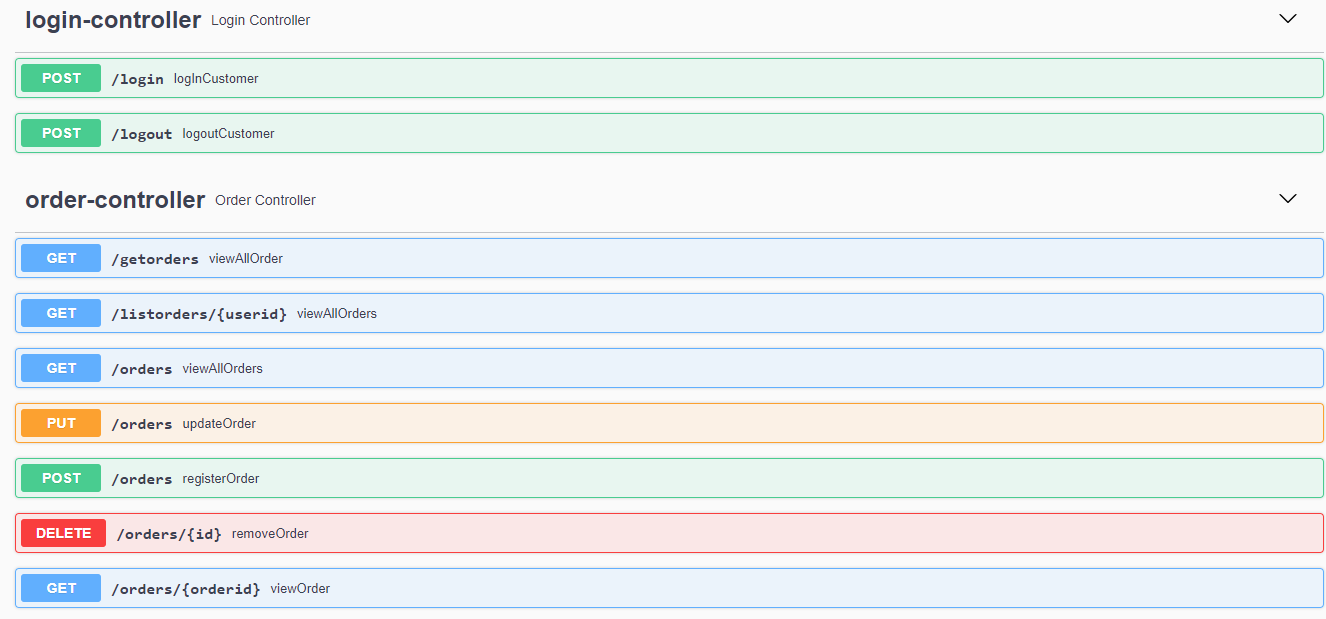 login-controller Login Controller
POST /login logInCustomer
POST /logout logoutCustomer
order-controller Order Controller
GET /getorders viewAllOrder
GET /listorders/{userid} viewAllOrders
GET /orders viewAllOrders
PUT /orders updateOrder
POST /orders registerOrder
DELETE /orders/{id} removeOrder
GET /orders/{orderid} viewOrder